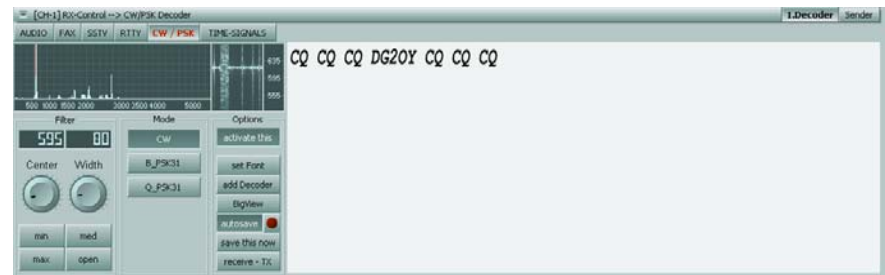 [CH-1] RX-Control --> CW/PSK Decoder
1.Decoder Sender
AUDIO FAX SSTV RTTY CW / PSK TIME-SIGNALS
CQ CQ CQ DG2OY CQ CQ CQ
635
595
555
500 1000 1500 2000 3000 3500 4000 5000
Filter Mode Options
595 80 CW activate this
Center Width B_PSK31 set Font
Q_PSK31 add Decoder
BigView
autosave
min med save this now
max open receive - TX